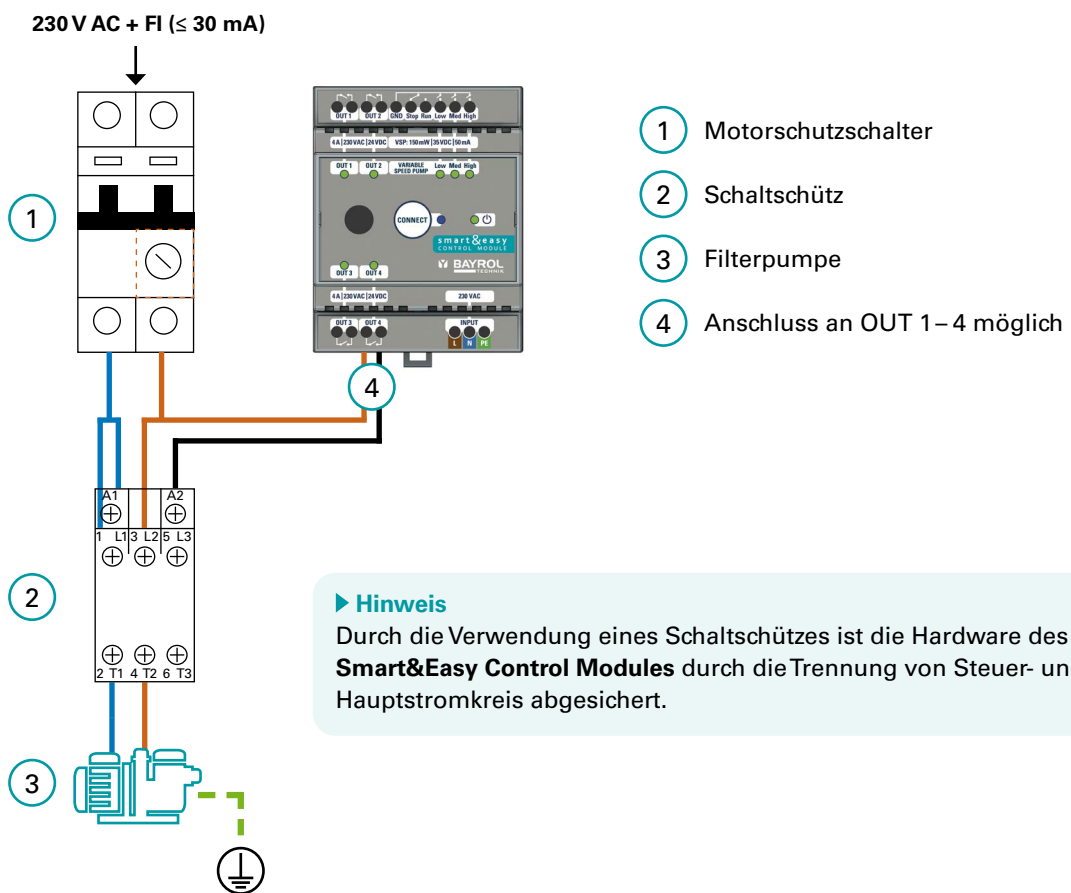 230 V AC + FI (≤ 30 mA)
OUT 1 OUT 2 GND Stop Run Low Med High
4 A | 230 VAC | 24 VDC VSP: 150 mW | 35 VDC | 50 mA
OUT 1 OUT 2 VARIABLE SPEED PUMP Low Med High
CONNECT
smart&easy
CONTROL MODULE
BAYROL
TECHNIK
OUT 3 OUT 4
4 A | 230 VAC | 24 VDC 230 VAC
OUT 3 OUT 4 INPUT
L N PE
1
4
A1 A2
1 L1 3 L2 5 L3
2
2 T1 4 T2 6 T3
3
1 Motorschutzschalter
2 Schaltschütz
3 Filterpumpe
4 Anschluss an OUT 1–4 möglich
Hinweis
Durch die Verwendung eines Schaltschützes ist die Hardware des
Smart&Easy Control Modules durch die Trennung von Steuer- un
Hauptstromkreis abgesichert.